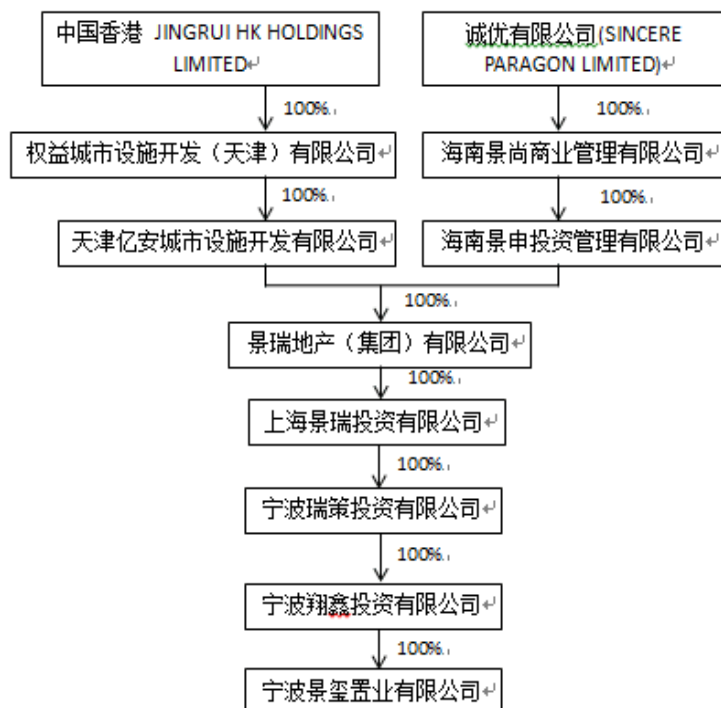 中国香港 JINGRUI HK HOLDINGS
LIMITED
诚优有限公司(SINCERE
PARAGON LIMITED)
100%
100%
权益城市设施开发（天津）有限公司
海南景尚商业管理有限公司
100%
100%
天津亿安城市设施开发有限公司
海南景申投资管理有限公司
100%
景瑞地产（集团）有限公司
100%
上海景瑞投资有限公司
100%
宁波瑞策投资有限公司
100%
宁波翔鑫投资有限公司
100%
宁波景玺置业有限公司